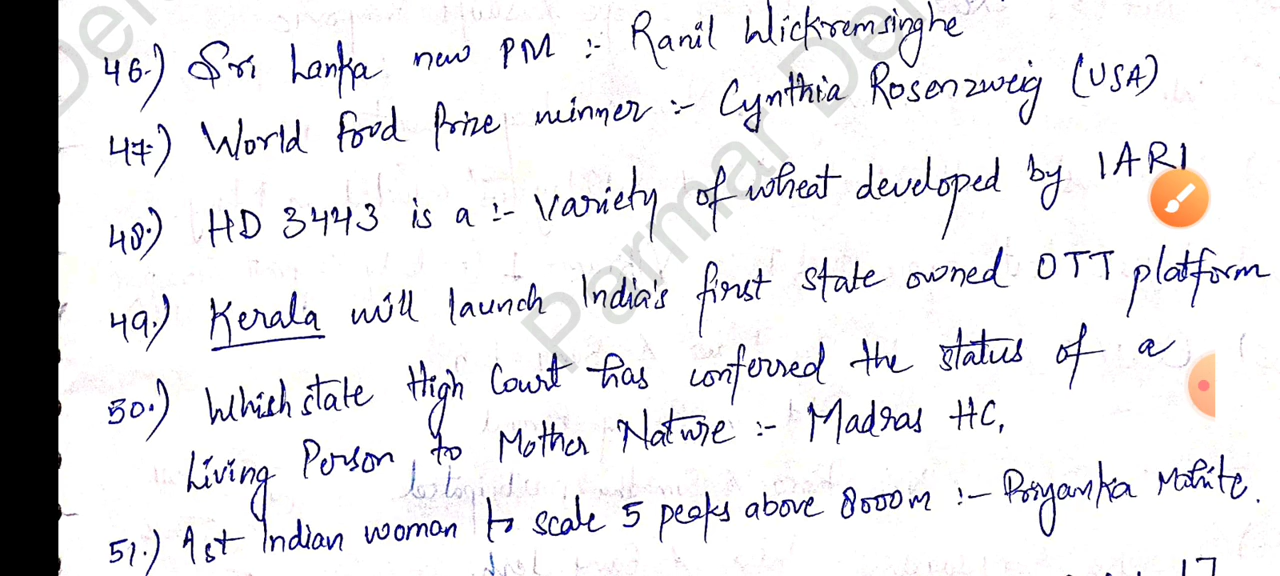 46.) Sri Lanka new PM :- Ranil Wickremsinghe
47.) World Food Prize winner :- Cynthia Rosenzweig (USA)
48.) HD 3443 is a :- Variety of wheat developed by IARI
49.) Kerala will launch India's first state owned OTT platform
50.) Which state High Court has conferred the status of a
Living Person to Mother Nature :- Madras HC,
51.) 1st Indian woman to scale 5 peaks above 8000m :- Priyanka Mohite.
17
Parmar